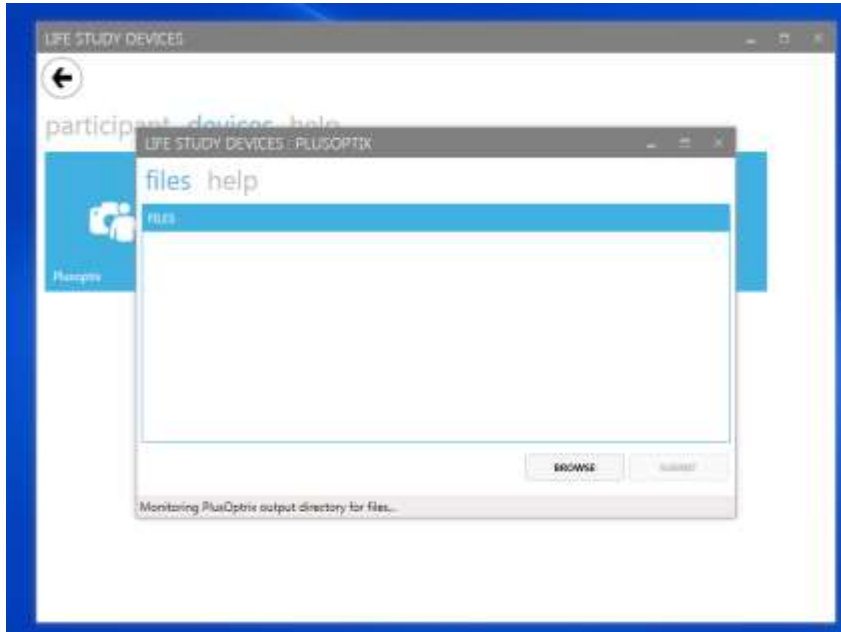 LIFE STUDY DEVICES
participant devices help
LIFE STUDY DEVICES : PLUSOPTIX
files help
FILES
Plusoptix
BROWSE
SUBMIT
Monitoring PlusOptrix output directory for files...